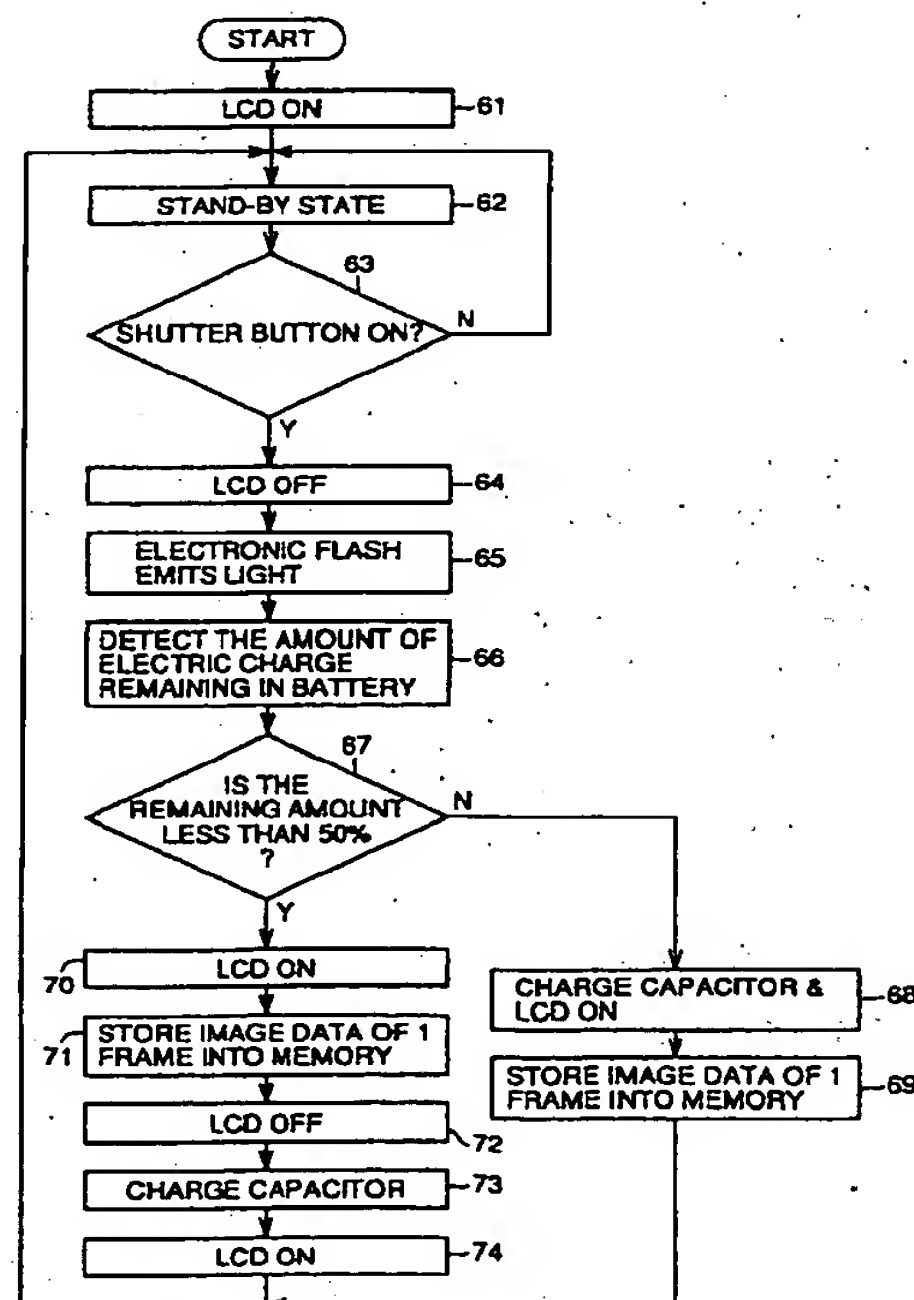 START
LCD ON
61
STAND-BY STATE
62
63
SHUTTER BUTTON ON?
N
Y
LCD OFF
64
ELECTRONIC FLASH
EMITS LIGHT
65
DETECT THE AMOUNT OF
ELECTRIC CHARGE
REMAINING IN BATTERY
66
67
IS THE
REMAINING AMOUNT
LESS THAN 50%
?
N
Y
LCD ON
70
STORE IMAGE DATA OF 1
FRAME INTO MEMORY
71
LCD OFF
72
CHARGE CAPACITOR
73
LCD ON
74
CHARGE CAPACITOR &
LCD ON
68
STORE IMAGE DATA OF 1
FRAME INTO MEMORY
69